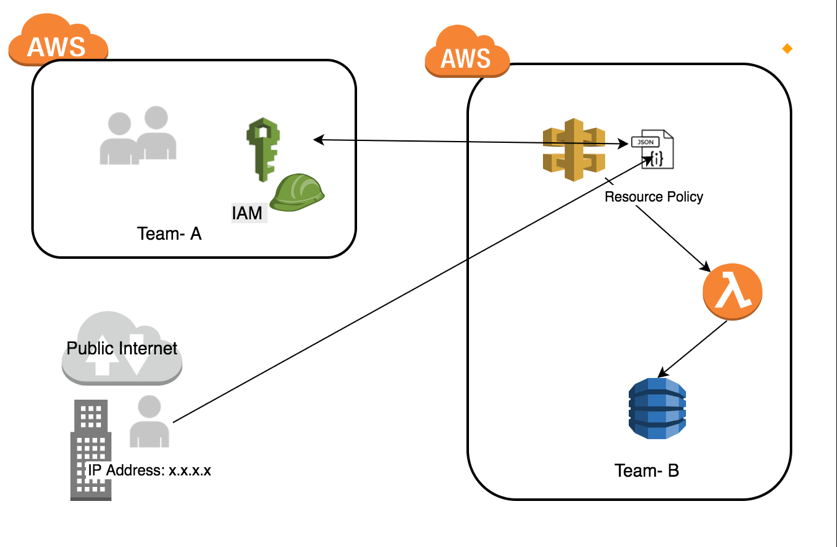 AWS
AWS
JSON
{i}
Resource Policy
IAM
Team- A
Public Internet
IP Address: x.x.x.x
Team- B